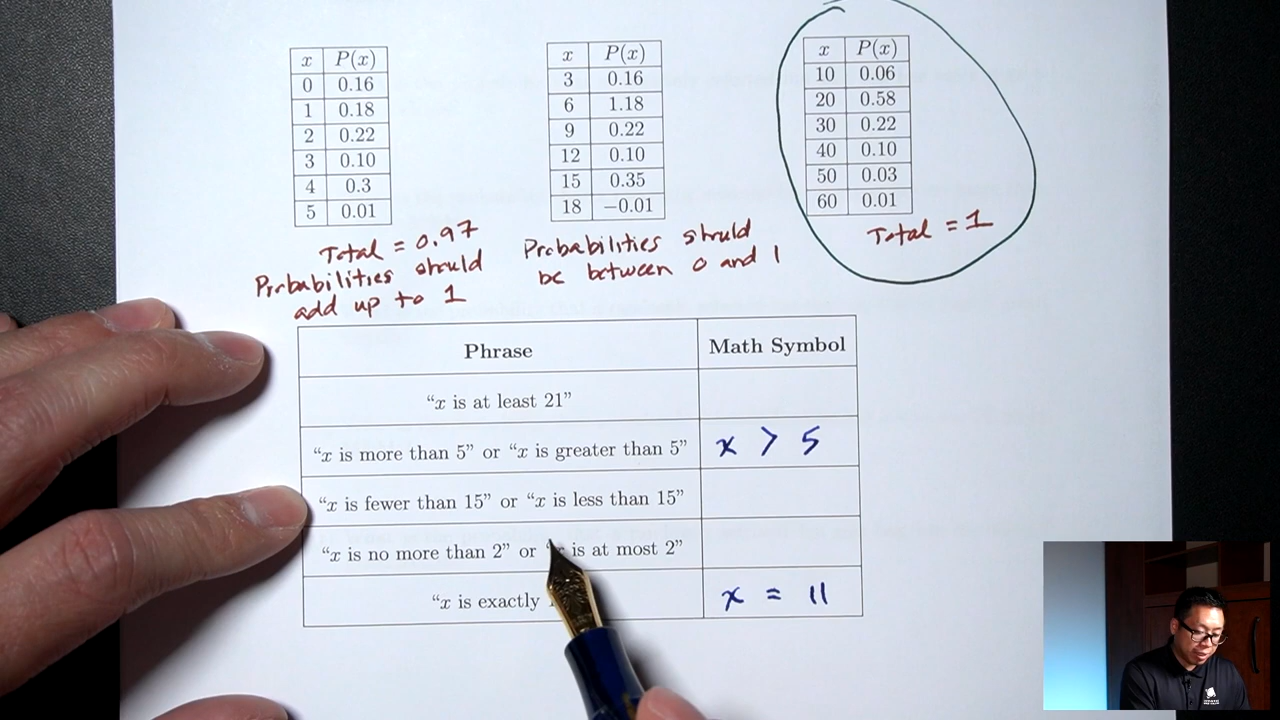 x P(x)
0 0.16
1 0.18
2 0.22
3 0.10
4 0.3
5 0.01
Total = 0.97
Probabilities should
add up to 1
x P(x)
3 0.16
6 1.18
9 0.22
12 0.10
15 0.35
18 −0.01
Probabilities should
be between 0 and 1
x P(x)
10 0.06
20 0.58
30 0.22
40 0.10
50 0.03
60 0.01
Total = 1
Phrase Math Symbol
“x is at least 21”
“x is more than 5” or “x is greater than 5” x > 5
“x is fewer than 15” or “x is less than 15”
“x is no more than 2” or “x is at most 2”
“x is exactly x = 11